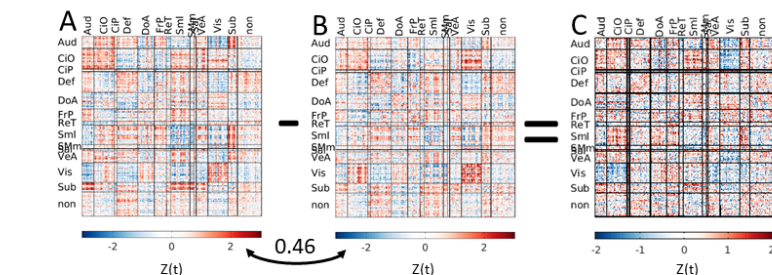 A
Aud CiO CiP Def DoA FrP ReT SmI SMm Sal VeA Vis Sub non
Aud
CiO
CiP
Def
DoA
FrP
ReT
SmI
SMm
VeA
Vis
Sub
non
-2 0 2
Z(t)
0.46
B
Aud CiO CiP Def DoA FrP ReT SmI SMm VeA Vis Sub non
Aud
CiO
CiP
Def
DoA
FrP
ReT
SmI
SMm
VeA
Vis
Sub
non
-2 0 2
Z(t)
C
Aud CiO CiP Def DoA FrP ReT SmI VeA Vis Sub non
Aud
CiO
CiP
Def
DoA
FrP
ReT
SmI
SMm
VeA
Vis
Sub
non
-2 -1 0 1 2
Z(t)